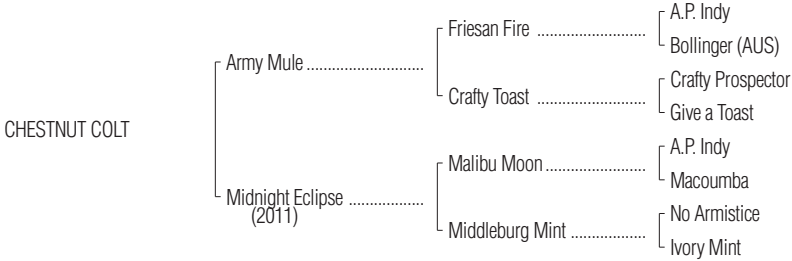 A.P. Indy
Friesan Fire ..........................
Bollinger (AUS)
Army Mule ............................
Crafty Prospector
Crafty Toast ..........................
Give a Toast
CHESTNUT COLT
A.P. Indy
Malibu Moon ........................
Macoumba
Midnight Eclipse ..................
(2011)
No Armistice
Middleburg Mint ..................
Ivory Mint